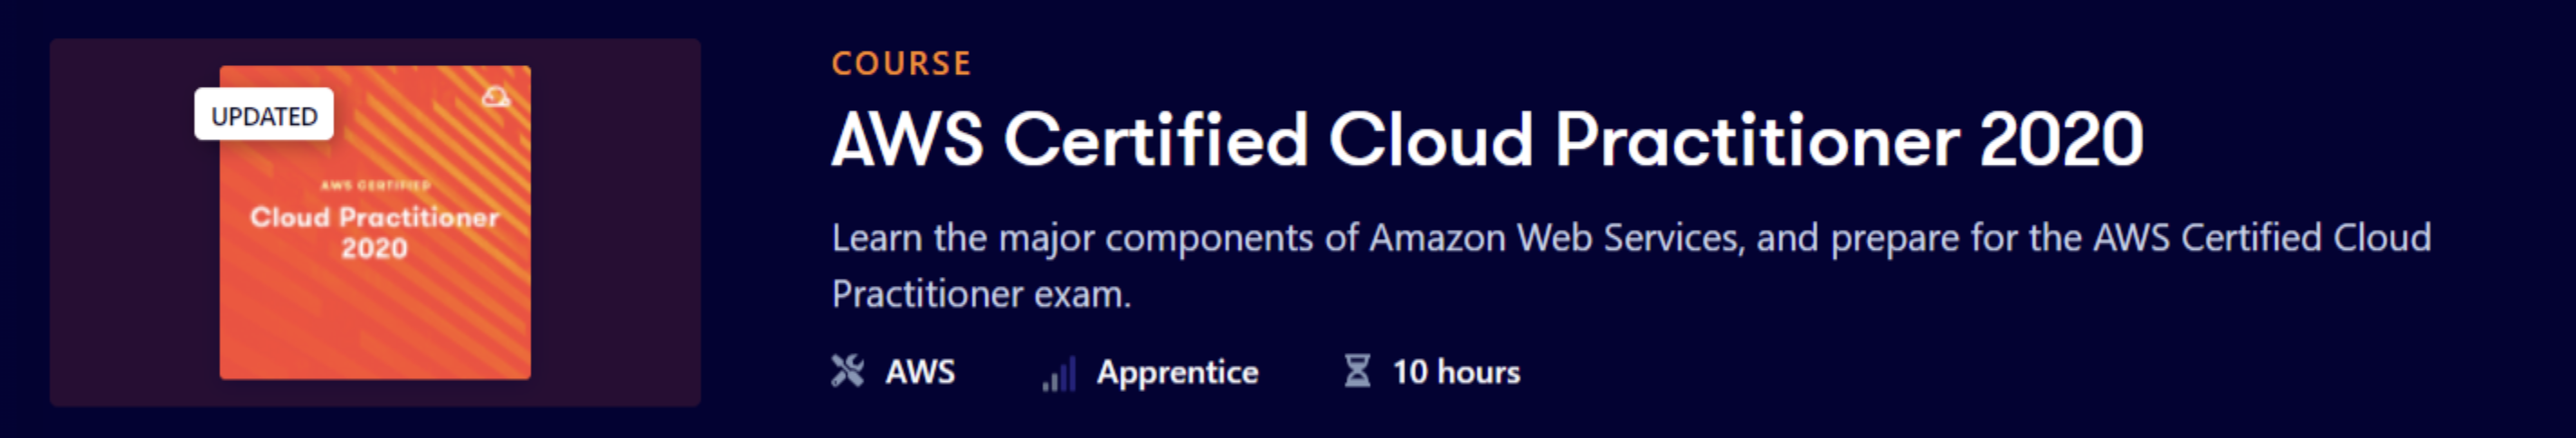 UPDATED
AWS CERTIFIED
Cloud Practitioner
2020
COURSE
AWS Certified Cloud Practitioner 2020
Learn the major components of Amazon Web Services, and prepare for the AWS Certified Cloud
Practitioner exam.
AWS Apprentice 10 hours